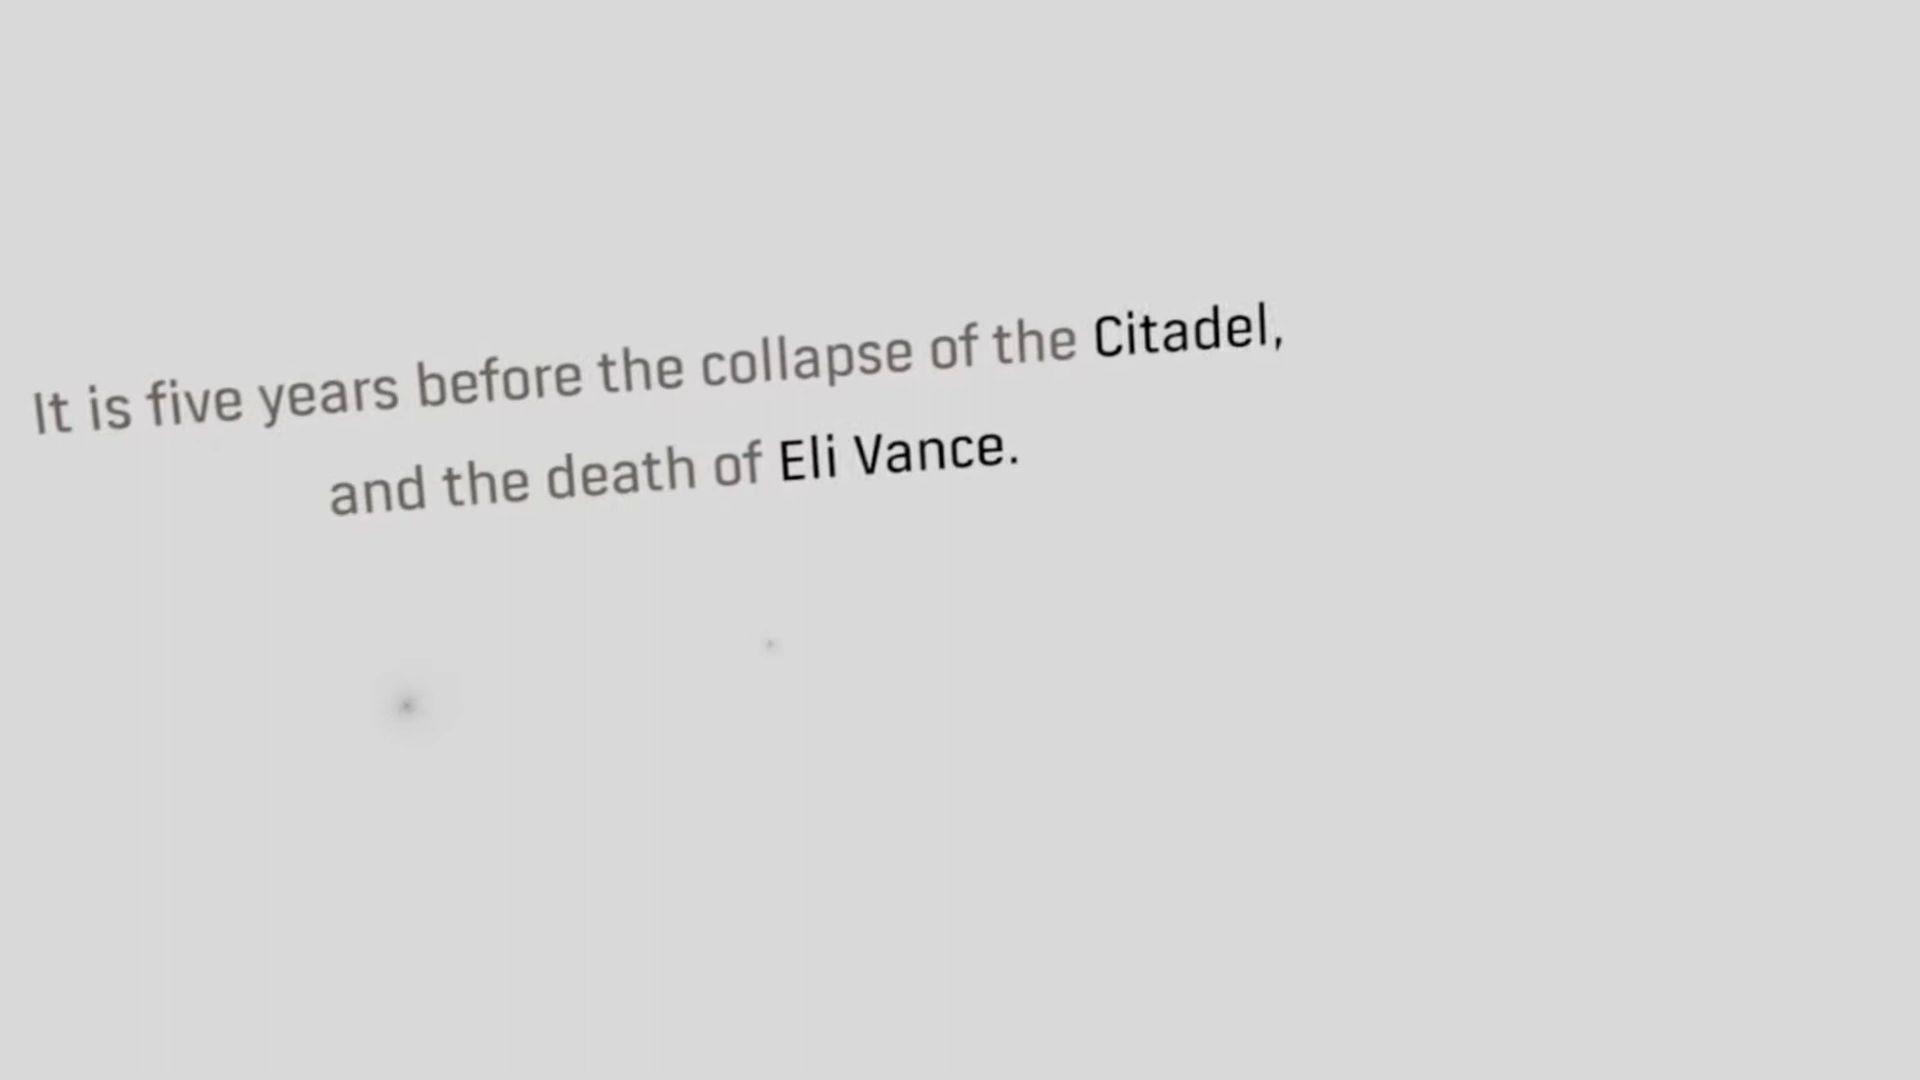 It is five years before the collapse of the Citadel,
and the death of Eli Vance.